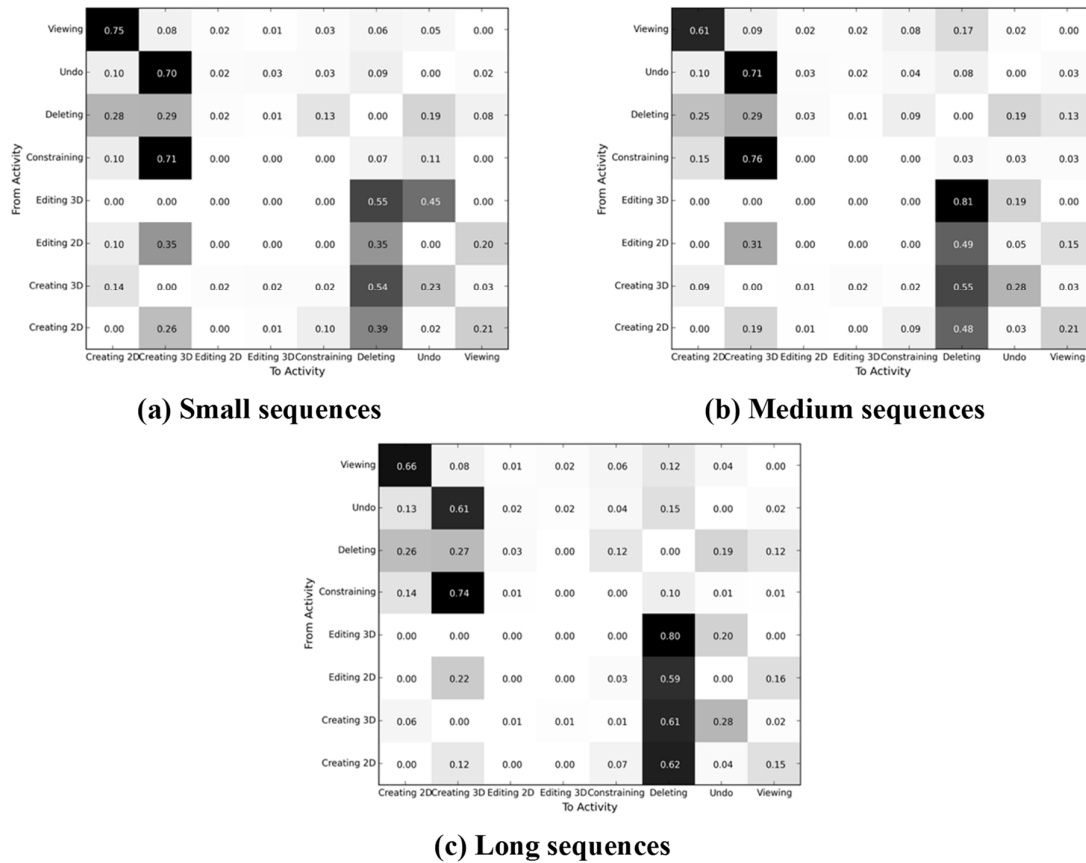 Viewing 0.75 0.08 0.02 0.01 0.03 0.06 0.05 0.00
Undo 0.10 0.70 0.02 0.03 0.03 0.09 0.00 0.02
Deleting 0.28 0.29 0.02 0.01 0.13 0.00 0.19 0.08
Constraining 0.10 0.71 0.00 0.00 0.00 0.07 0.11 0.00
From Activity
Editing 3D 0.00 0.00 0.00 0.00 0.00 0.55 0.45 0.00
Editing 2D 0.10 0.35 0.00 0.00 0.00 0.35 0.00 0.20
Creating 3D 0.14 0.00 0.02 0.02 0.02 0.54 0.23 0.03
Creating 2D 0.00 0.26 0.00 0.01 0.10 0.39 0.02 0.21
Creating 2D Creating 3D Editing 2D Editing 3D Constraining Deleting Undo Viewing
To Activity
(a) Small sequences
Viewing 0.61 0.09 0.02 0.02 0.08 0.17 0.02 0.00
Undo 0.10 0.71 0.03 0.02 0.04 0.08 0.00 0.03
Deleting 0.25 0.29 0.03 0.01 0.09 0.00 0.19 0.13
Constraining 0.15 0.76 0.00 0.00 0.00 0.03 0.03 0.03
From Activity
Editing 3D 0.00 0.00 0.00 0.00 0.00 0.81 0.19 0.00
Editing 2D 0.00 0.31 0.00 0.00 0.00 0.49 0.05 0.15
Creating 3D 0.09 0.00 0.01 0.02 0.02 0.55 0.28 0.03
Creating 2D 0.00 0.19 0.01 0.00 0.09 0.48 0.03 0.21
Creating 2D Creating 3D Editing 2D Editing 3D Constraining Deleting Undo Viewing
To Activity
(b) Medium sequences
Viewing 0.66 0.08 0.01 0.02 0.06 0.12 0.04 0.00
Undo 0.13 0.61 0.02 0.02 0.04 0.15 0.00 0.02
Deleting 0.26 0.27 0.03 0.00 0.12 0.00 0.19 0.12
Constraining 0.14 0.74 0.01 0.00 0.00 0.10 0.01 0.01
From Activity
Editing 3D 0.00 0.00 0.00 0.00 0.00 0.80 0.20 0.00
Editing 2D 0.00 0.22 0.00 0.00 0.03 0.59 0.00 0.16
Creating 3D 0.06 0.00 0.01 0.01 0.01 0.61 0.28 0.02
Creating 2D 0.00 0.12 0.00 0.00 0.07 0.62 0.04 0.15
Creating 2D Creating 3D Editing 2D Editing 3D Constraining Deleting Undo Viewing
To Activity
(c) Long sequences